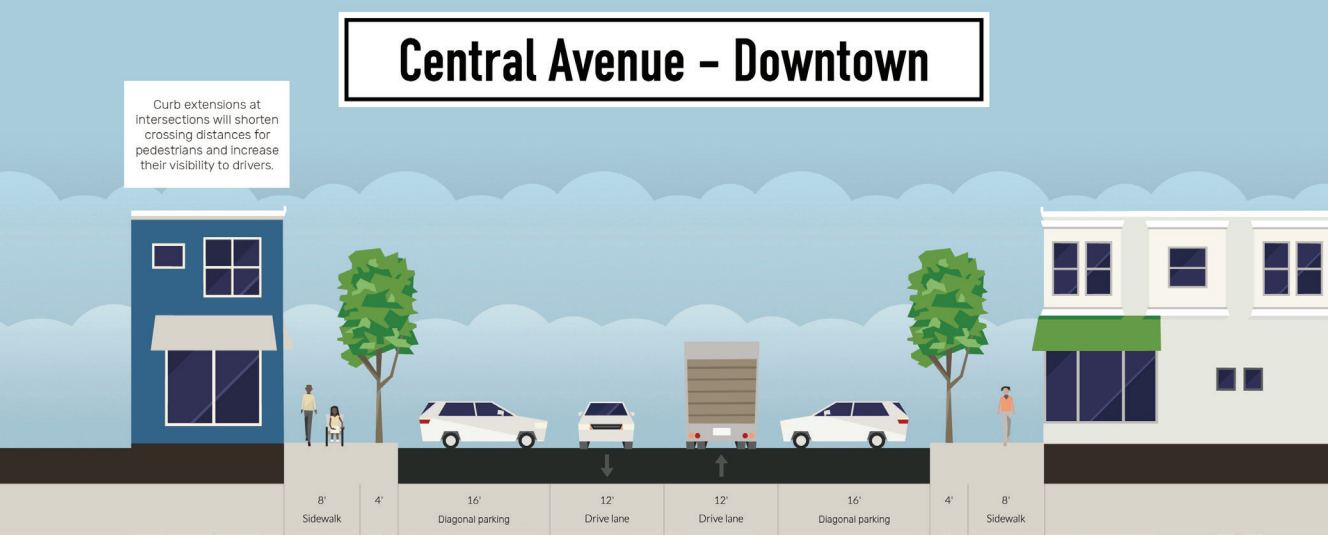 Central Avenue – Downtown
Curb extensions at
intersections will shorten
crossing distances for
pedestrians and increase
their visibility to drivers.
8' 4' 16' 12' 12' 16' 4' 8'
Sidewalk Diagonal parking Drive lane Drive lane Diagonal parking Sidewalk